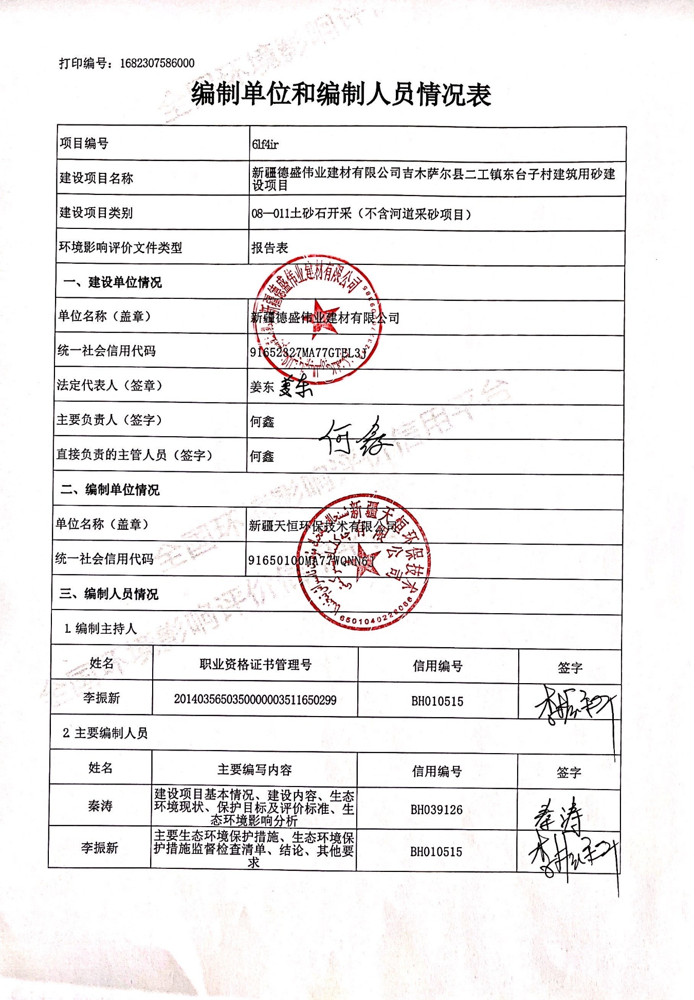 打印编号：1682307586000
编制单位和编制人员情况表
项目编号 6lf4ir
建设项目名称 新疆德盛伟业建材有限公司吉木萨尔县二工镇东台子村建筑用砂建
设项目
建设项目类别 08—011土砂石开采（不含河道采砂项目）
环境影响评价文件类型 报告表
一、建设单位情况
新疆德盛伟业建材有限公司
单位名称（盖章） 新疆德盛伟业建材有限公司
统一社会信用代码 91652327MA77GTEL3J
法定代表人（签章） 姜东 姜东
主要负责人（签字） 何鑫
何鑫
直接负责的主管人员（签字） 何鑫
二、编制单位情况
新疆天恒环保技术
有限公司
单位名称（盖章） 新疆天恒环保技术有限公司
统一社会信用代码 91650100MA77WQNN6J
6501040226066
三、编制人员情况
1.编制主持人
姓名 职业资格证书管理号 信用编号 签字
李振新 2014035650350000003511650299 BH010515 李振新
2.主要编制人员
姓名 主要编写内容 信用编号 签字
建设项目基本情况、建设内容、生态
秦涛 环境现状、保护目标及评价标准、生 BH039126 秦涛
态环境影响分析
主要生态环境保护措施、生态环境保
李振新 护措施监督检查清单、结论、其他要 BH010515 李振新
求